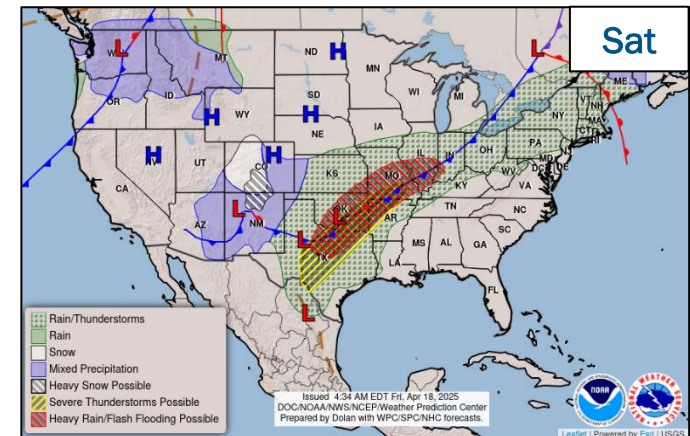 Sat
WA
MT
ND
MN
OR
ID
WY
SD
WI
MI
ME
VT
NH
NY
MA
CT
RI
NE
IA
PA
NV
UT
CO
IL
IN
OH
NJ
MD
DE
DC
CA
KS
MO
WV
VA
KY
AZ
NM
OK
AR
TN
NC
SC
TX
LA
MS
AL
GA
FL
H
H
H
H
H
L
L
L
L
L
L
Rain/Thunderstorms
Rain
Snow
Mixed Precipitation
Heavy Snow Possible
Severe Thunderstorms Possible
Heavy Rain/Flash Flooding Possible
Issued 4:34 AM EDT Fri, Apr 18, 2025
DOC/NOAA/NWS/NCEP/Weather Prediction Center
Prepared by Dolan with WPC/SPC/NHC forecasts.
NOAA
NATIONAL WEATHER SERVICE
Leaflet | Powered by Esri | USGS